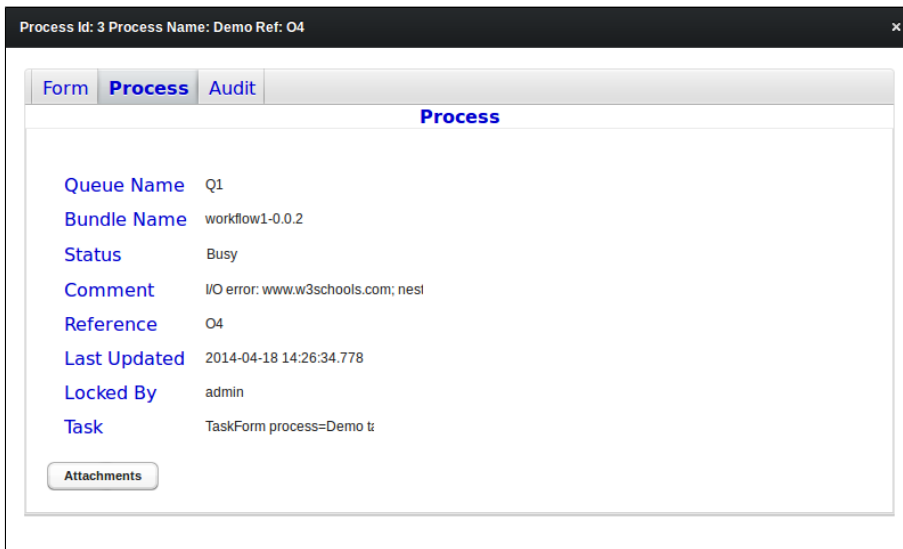 Process Id: 3 Process Name: Demo Ref: O4 ×
Form Process Audit
Process
Queue Name Q1
Bundle Name workflow1-0.0.2
Status Busy
Comment I/O error: www.w3schools.com; nest
Reference O4
Last Updated 2014-04-18 14:26:34.778
Locked By admin
Task TaskForm process=Demo ta
Attachments